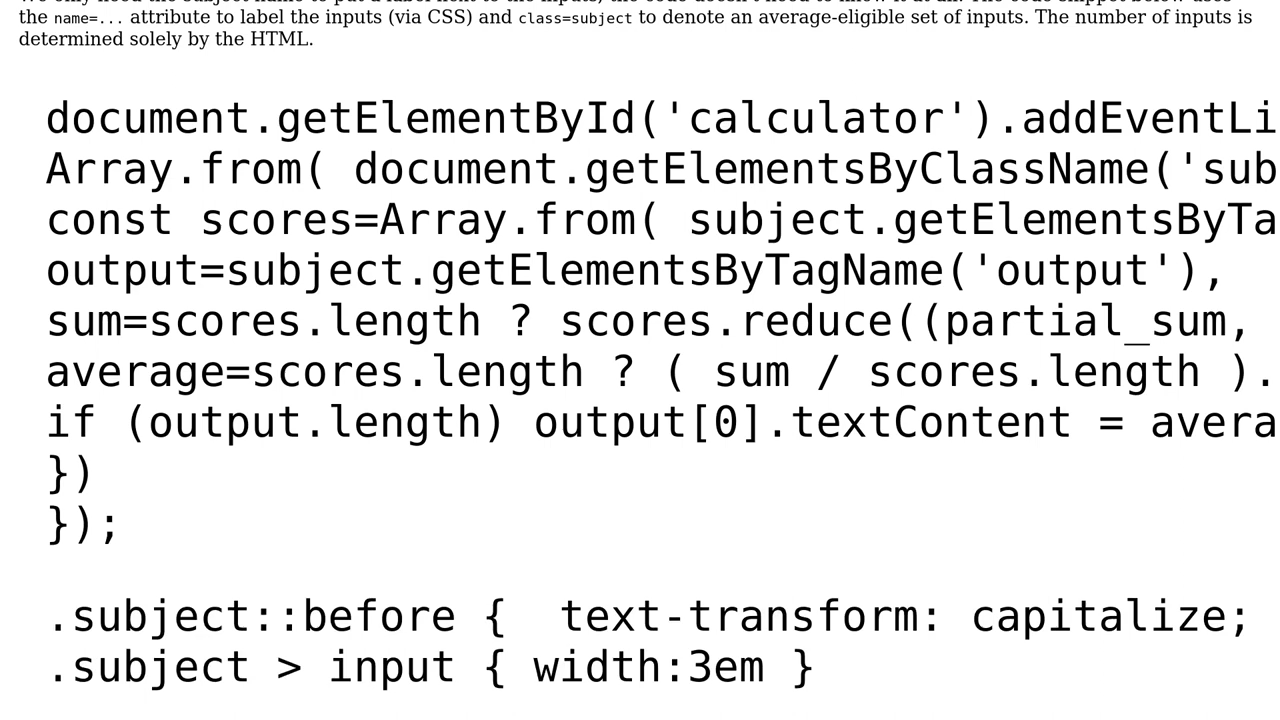 the name=... attribute to label the inputs (via CSS) and class=subject to denote an average-eligible set of inputs. The number of inputs is
determined solely by the HTML.
document.getElementById('calculator').addEventLi
Array.from( document.getElementsByClassName('sub
const scores=Array.from( subject.getElementsByTa
output=subject.getElementsByTagName('output'),
sum=scores.length ? scores.reduce((partial_sum,
average=scores.length ? ( sum / scores.length ).
if (output.length) output[0].textContent = avera
})
});
.subject::before {  text-transform: capitalize;
.subject > input { width:3em }